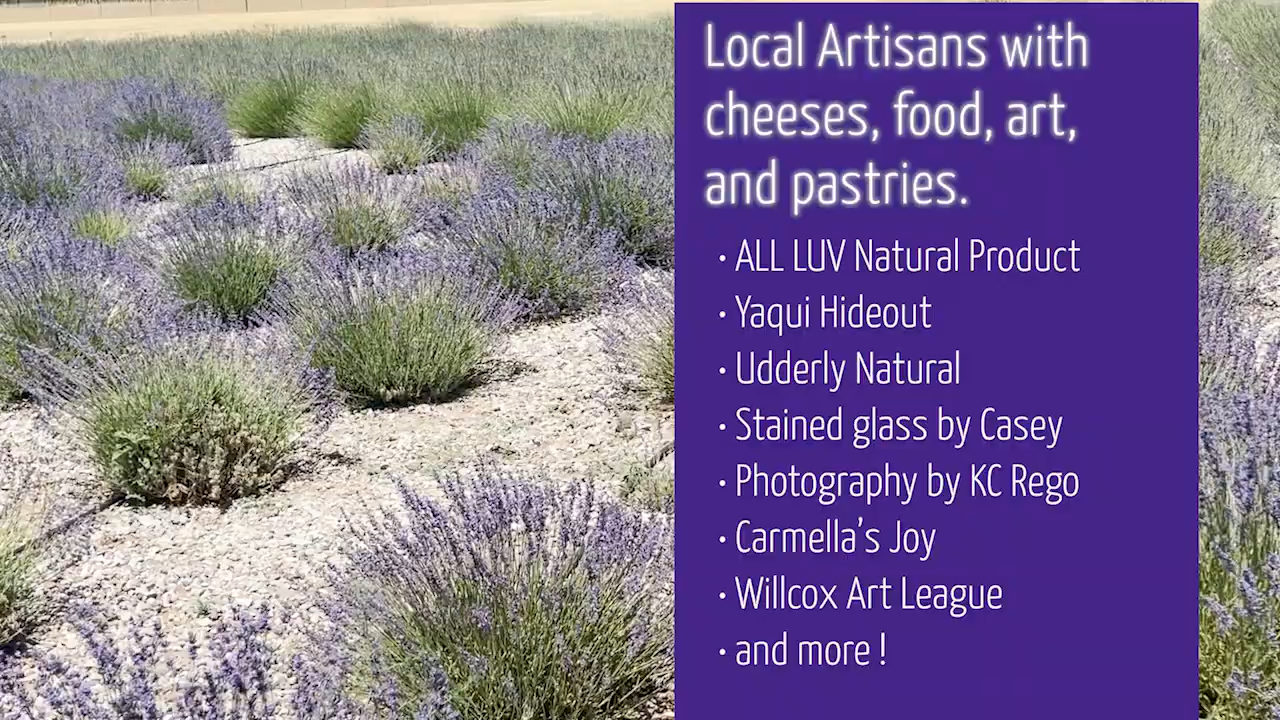 Local Artisans with
cheeses, food, art,
and pastries.
• ALL LUV Natural Product
• Yaqui Hideout
• Udderly Natural
• Stained glass by Casey
• Photography by KC Rego
• Carmella’s Joy
• Willcox Art League
• and more !